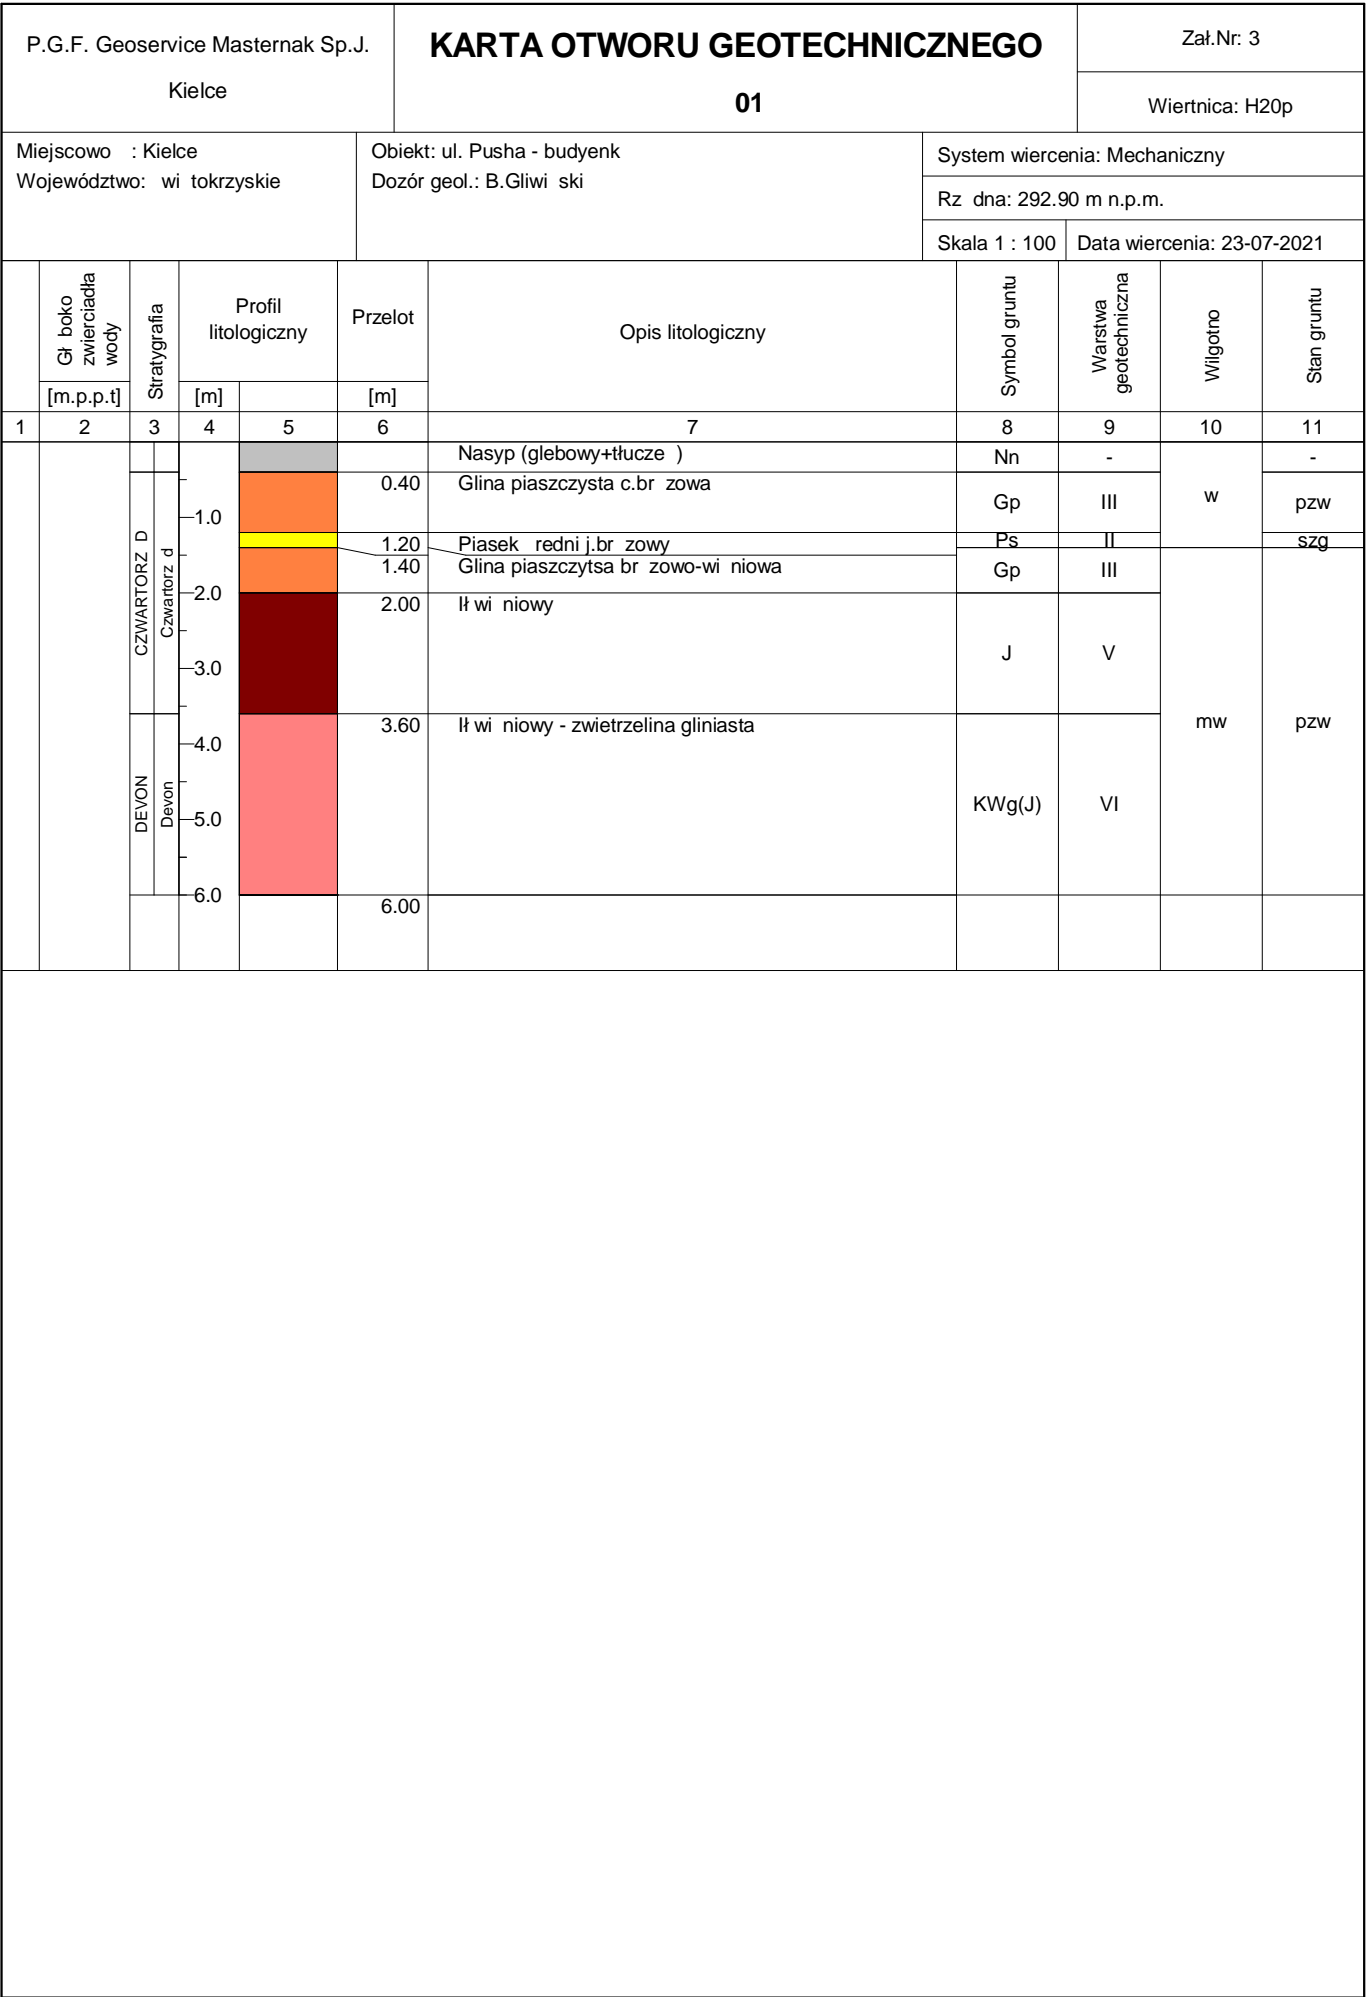 P.G.F. Geoservice Masternak Sp.J.
Kielce
KARTA OTWORU GEOTECHNICZNEGO
01
Zał.Nr: 3
Wiertnica: H20p
Miejscowo : Kielce
Województwo: wi tokrzyskie
Obiekt: ul. Pusha - budyenk
Dozór geol.: B.Gliwi ski
System wiercenia: Mechaniczny
Rz dna: 292.90 m n.p.m.
Skala 1 : 100
Data wiercenia: 23-07-2021
Gł boko
zwierciadła
wody
[m.p.p.t]
Stratygrafia
Profil
litologiczny
[m]
Przelot
[m]
Opis litologiczny
Symbol gruntu
Warstwa
geotechniczna
Wilgotno
Stan gruntu
1 2 3 4 5 6 7 8 9 10 11
Nasyp (glebowy+tłucze ) Nn - -
0.40 Glina piaszczysta c.br zowa Gp III w pzw
1.0
1.20 Piasek redni j.br zowy Ps II szg
1.40 Glina piaszczytsa br zowo-wi niowa Gp III
CZWARTORZ D
Czwartorz d
2.0
2.00 Ił wi niowy J V
3.0
3.60 Ił wi niowy - zwietrzelina gliniasta KWg(J) VI mw pzw
4.0
DEVON
Devon
5.0
6.0
6.00